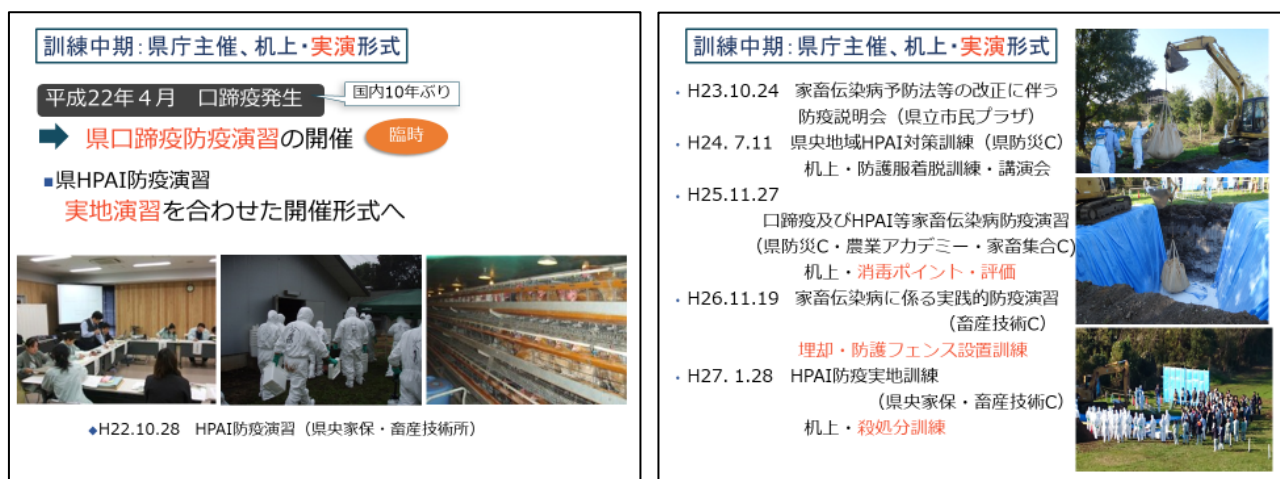 訓練中期:県庁主催、机上・実演形式
平成22年4月 口蹄疫発生
国内10年ぶり
県口蹄疫防疫演習の開催
臨時
■県HPAI防疫演習
実地演習を合わせた開催形式へ
◆H22.10.28 HPAI防疫演習(県央家保・畜産技術所)
訓練中期:県庁主催、机上・実演形式
・H23.10.24 家畜伝染病予防法等の改正に伴う
防疫説明会(県立市民プラザ)
・H24. 7.11 県央地域HPAI対策訓練(県防災C)
机上・防護服着脱訓練・講演会
・H25.11.27
口蹄疫及びHPAI等家畜伝染病防疫演習
(県防災C・農業アカデミー・家畜集合C)
机上・消毒ポイント・評価
・H26.11.19 家畜伝染病に係る実践的防疫演習
(畜産技術C)
埋却・防護フェンス設置訓練
・H27. 1.28 HPAI防疫実地訓練
(県央家保・畜産技術C)
机上・殺処分訓練